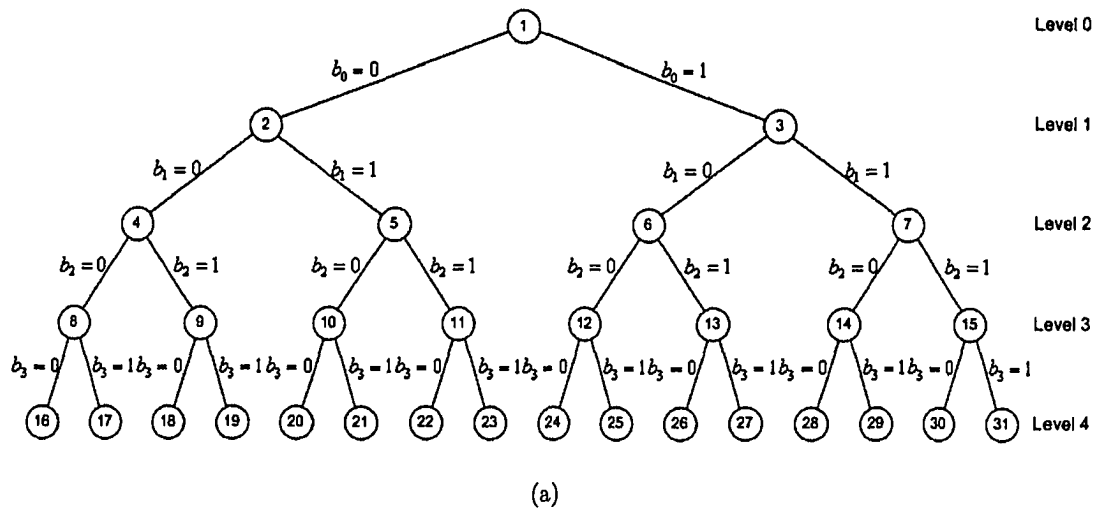 1 Level 0
b₀ = 0 b₀ = 1
2 3 Level 1
b₁ = 0 b₁ = 1 b₁ = 0 b₁ = 1
4 5 6 7 Level 2
b₂ = 0 b₂ = 1 b₂ = 0 b₂ = 1 b₂ = 0 b₂ = 1 b₂ = 0 b₂ = 1
8 9 10 11 12 13 14 15 Level 3
b₃ = 0 b₃ = 1 b₃ = 0 b₃ = 1 b₃ = 0 b₃ = 1 b₃ = 0 b₃ = 1 b₃ = 0 b₃ = 1 b₃ = 0 b₃ = 1 b₃ = 0 b₃ = 1 b₃ = 0 b₃ = 1
16 17 18 19 20 21 22 23 24 25 26 27 28 29 30 31 Level 4
(a)